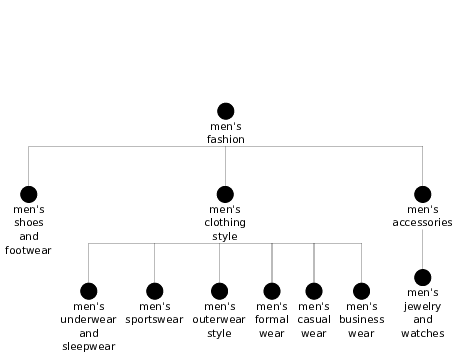 men's
fashion
men's
shoes
and
footwear
men's
clothing
style
men's
accessories
men's
underwear
and
sleepwear
men's
sportswear
men's
outerwear
style
men's
formal
wear
men's
casual
wear
men's
business
wear
men's
jewelry
and
watches